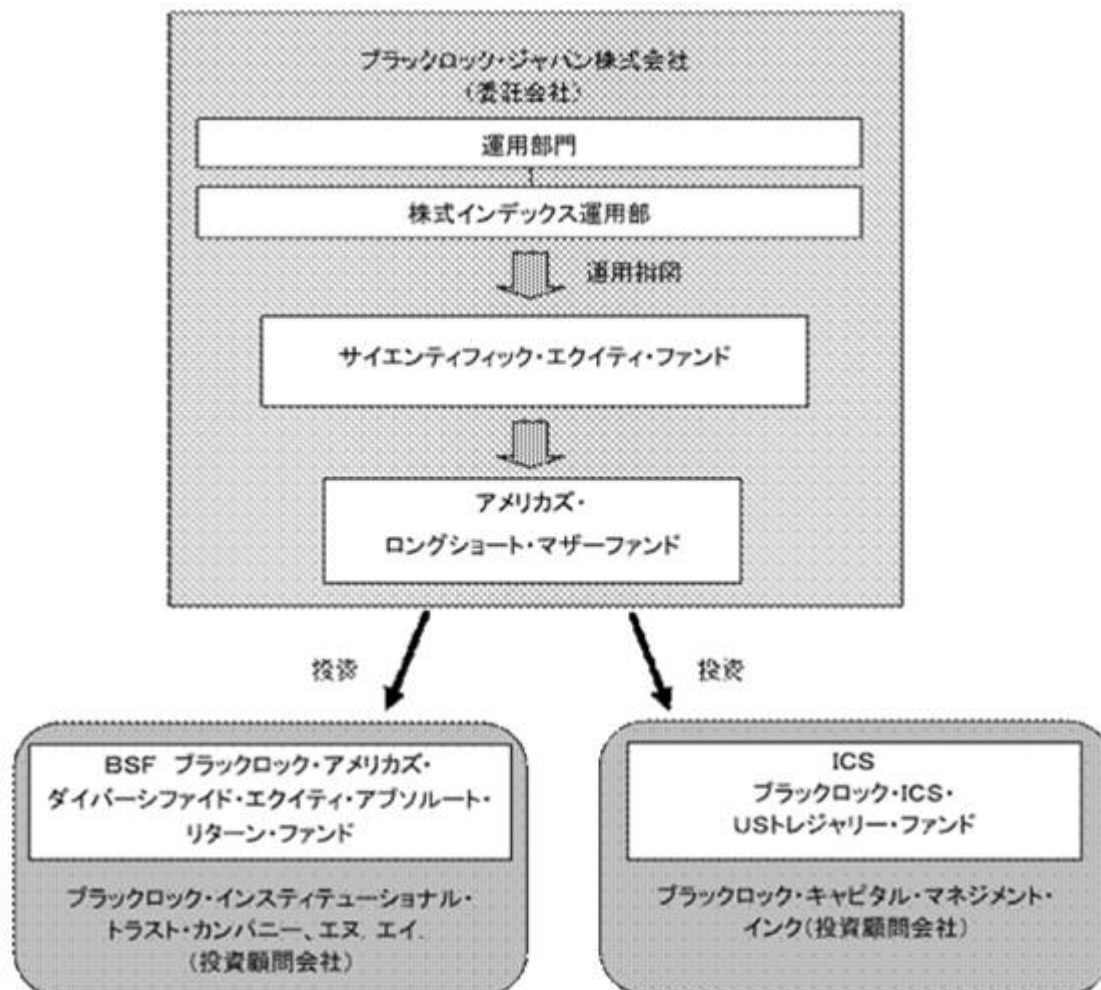 ブラックロック・ジャパン株式会社
(委託会社)
運用部門
株式インデックス運用部
運用指図
サイエンティフィック・エクイティ・ファンド
アメリカズ・
ロングショート・マザーファンド
投資
投資
BSF ブラックロック・アメリカズ・
ダイバーシファイド・エクイティ・アブソルート・
リターン・ファンド
ブラックロック・インスティテューショナル・
トラスト・カンパニー、エヌ.エイ.
(投資顧問会社)
ICS
ブラックロック・ICS・
USトレジャリー・ファンド
ブラックロック・キャピタル・マネジメント・
インク(投資顧問会社)